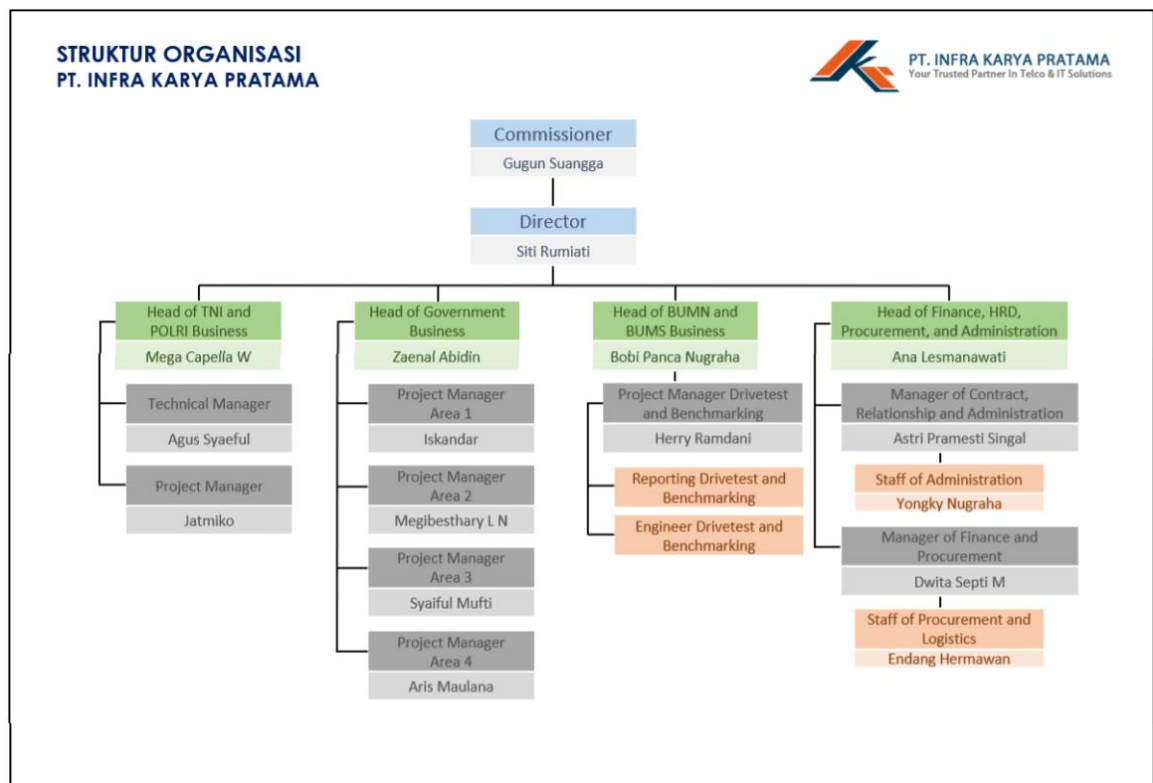 STRUKTUR ORGANISASI
PT. INFRA KARYA PRATAMA
PT. INFRA KARYA PRATAMA
Your Trusted Partner In Telco & IT Solutions
Commissioner
Gugun Suangga
Director
Siti Rumiati
Head of TNI and
POLRI Business
Mega Capella W
Technical Manager
Agus Syaeful
Project Manager
Jatmiko
Head of Government
Business
Zaenal Abidin
Project Manager
Area 1
Iskandar
Project Manager
Area 2
Megibesthary L N
Project Manager
Area 3
Syaiful Mufti
Project Manager
Area 4
Aris Maulana
Head of BUMN and
BUMS Business
Bobi Panca Nugraha
Project Manager Drivetest
and Benchmarking
Herry Ramdani
Reporting Drivetest and
Benchmarking
Engineer Drivetest and
Benchmarking
Head of Finance, HRD,
Procurement, and Administration
Ana Lesmanawati
Manager of Contract,
Relationship and Administration
Astri Pramesti Singal
Staff of Administration
Yongky Nugraha
Manager of Finance and
Procurement
Dwita Septi M
Staff of Procurement and
Logistics
Endang Hermawan